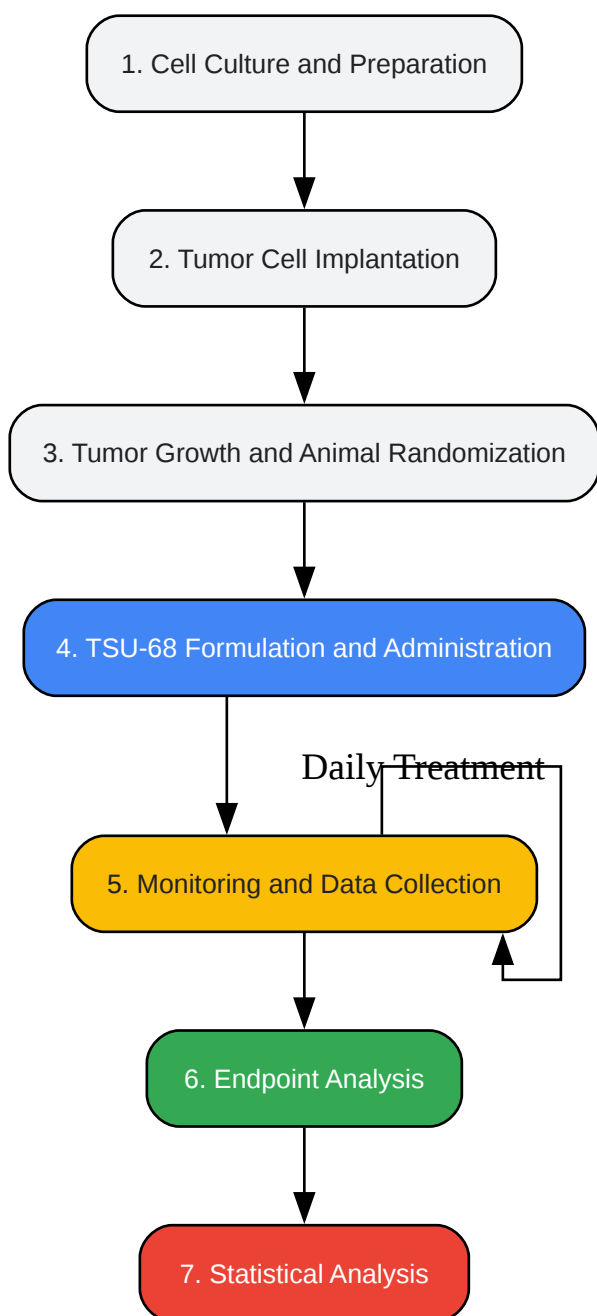 1. Cell Culture and Preparation
2. Tumor Cell Implantation
3. Tumor Growth and Animal Randomization
4. TSU-68 Formulation and Administration
Daily Treatment
5. Monitoring and Data Collection
6. Endpoint Analysis
7. Statistical Analysis